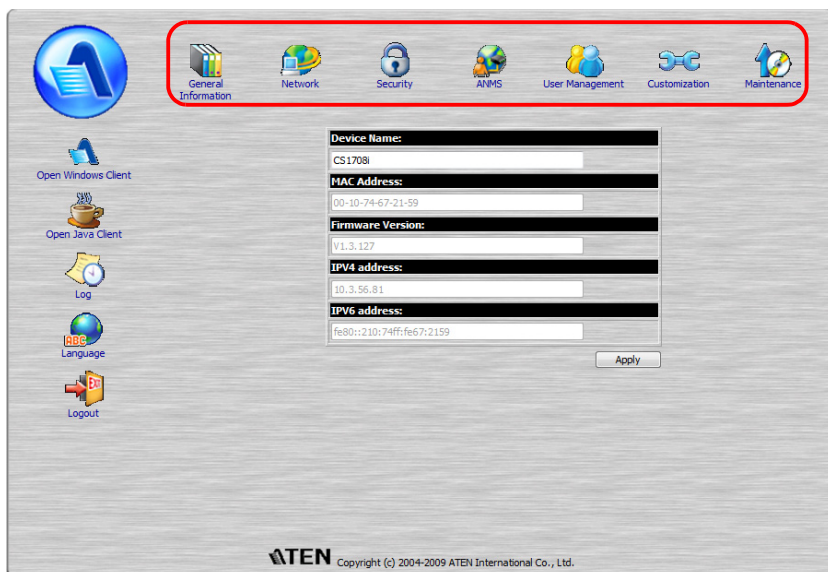 General
Information
Network
Security
ANMS
User Management
Customization
Maintenance
Open Windows Client
Open Java Client
Log
ABC
Language
EXIT
Logout
Device Name:
CS1708i
MAC Address:
00-10-74-67-21-59
Firmware Version:
V1.3.127
IPV4 address:
10.3.56.81
IPV6 address:
fe80::210:74ff:fe67:2159
Apply
ATEN Copyright (c) 2004-2009 ATEN International Co., Ltd.